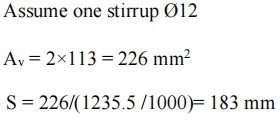 Assume one stirrup Ø12
Aᵥ = 2×113 = 226 mm²
S = 226/(1235.5 /1000)= 183 mm